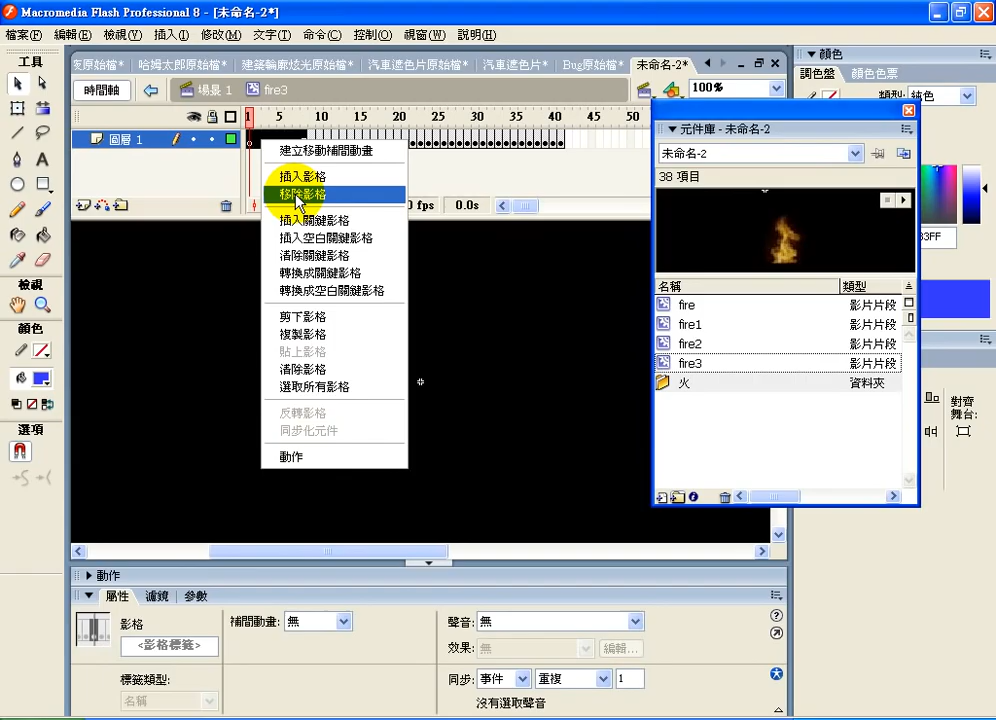 Macromedia Flash Professional 8 - [未命名-2*]
檔案(F) 編輯(E) 檢視(V) 插入(I) 修改(M) 文字(T) 命令(C) 控制(O) 視窗(W) 說明(H)
工具
檢視
顏色
選項
原始檔* 哈姆太郎原始檔* 建築輪廓炫光原始檔* 汽車遮色片原始檔* 汽車遮色片* Bug原始檔* 未命名-2*
時間軸 場景 1 fire3 100%
1 5 10 15 20 25 30 35 40 45 50
圖層 1
fps 0.0s
建立移動補間動畫
插入影格
移除影格
插入關鍵影格
插入空白關鍵影格
清除關鍵影格
轉換成關鍵影格
轉換成空白關鍵影格
剪下影格
複製影格
貼上影格
清除影格
選取所有影格
反轉影格
同步化元件
動作
顏色
調色盤 顏色色票
類型: 純色
33FF
對齊
舞台:
元件庫 - 未命名-2
未命名-2
38 項目
名稱 類型
fire 影片片段
fire1 影片片段
fire2 影片片段
fire3 影片片段
火 資料夾
動作
屬性 濾鏡 參數
影格
<影格標籤>
標籤類型:
名稱
補間動畫: 無
聲音: 無
效果: 無 編輯...
同步: 事件 重複 1
沒有選取聲音